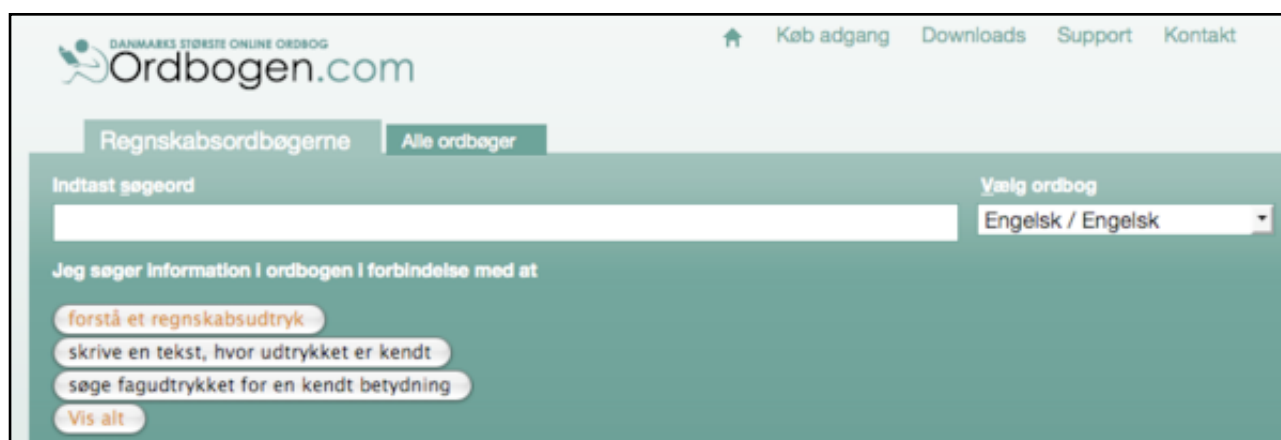 DANMARKS STØRSTE ONLINE ORDBOG
Ordbogen.com
Køb adgang Downloads Support Kontakt
Regnskabsordbøgerne Alle ordbøger
Indtast søgeord Vælg ordbog
Engelsk / Engelsk
Jeg søger information i ordbogen i forbindelse med at
forstå et regnskabsudtryk
skrive en tekst, hvor udtrykket er kendt
søge fagudtrykket for en kendt betydning
Vis alt